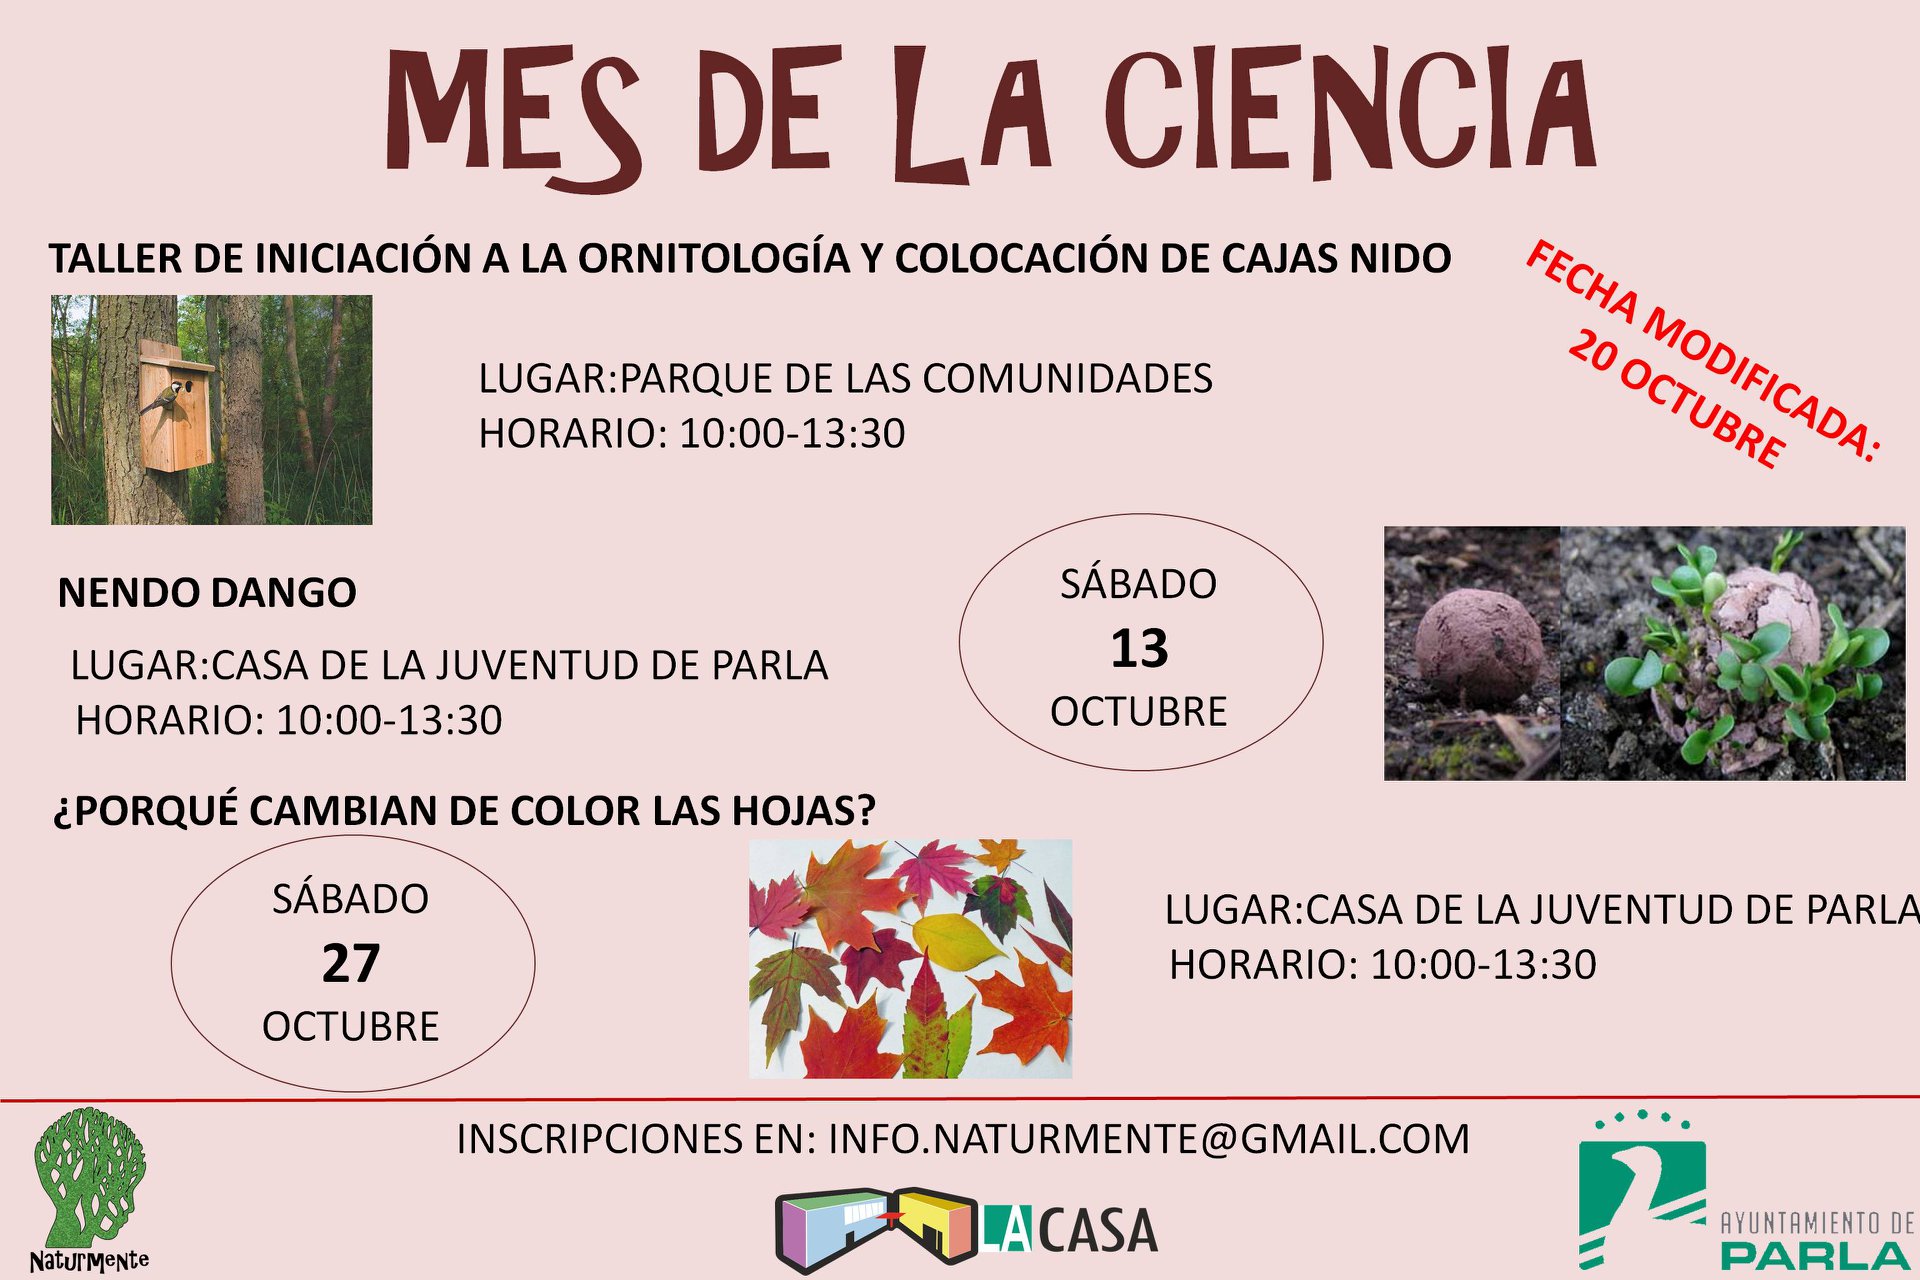 MES DE LA CIENCIA
TALLER DE INICIACIÓN A LA ORNITOLOGÍA Y COLOCACIÓN DE CAJAS NIDO
FECHA MODIFICADA:
20 OCTUBRE
LUGAR:PARQUE DE LAS COMUNIDADES
HORARIO: 10:00-13:30
NENDO DANGO
LUGAR:CASA DE LA JUVENTUD DE PARLA
HORARIO: 10:00-13:30
SÁBADO
13
OCTUBRE
¿PORQUÉ CAMBIAN DE COLOR LAS HOJAS?
SÁBADO
27
OCTUBRE
LUGAR:CASA DE LA JUVENTUD DE PARLA
HORARIO: 10:00-13:30
INSCRIPCIONES EN: INFO.NATURMENTE@GMAIL.COM
NaturMente
LACASA
AYUNTAMIENTO DE
PARLA